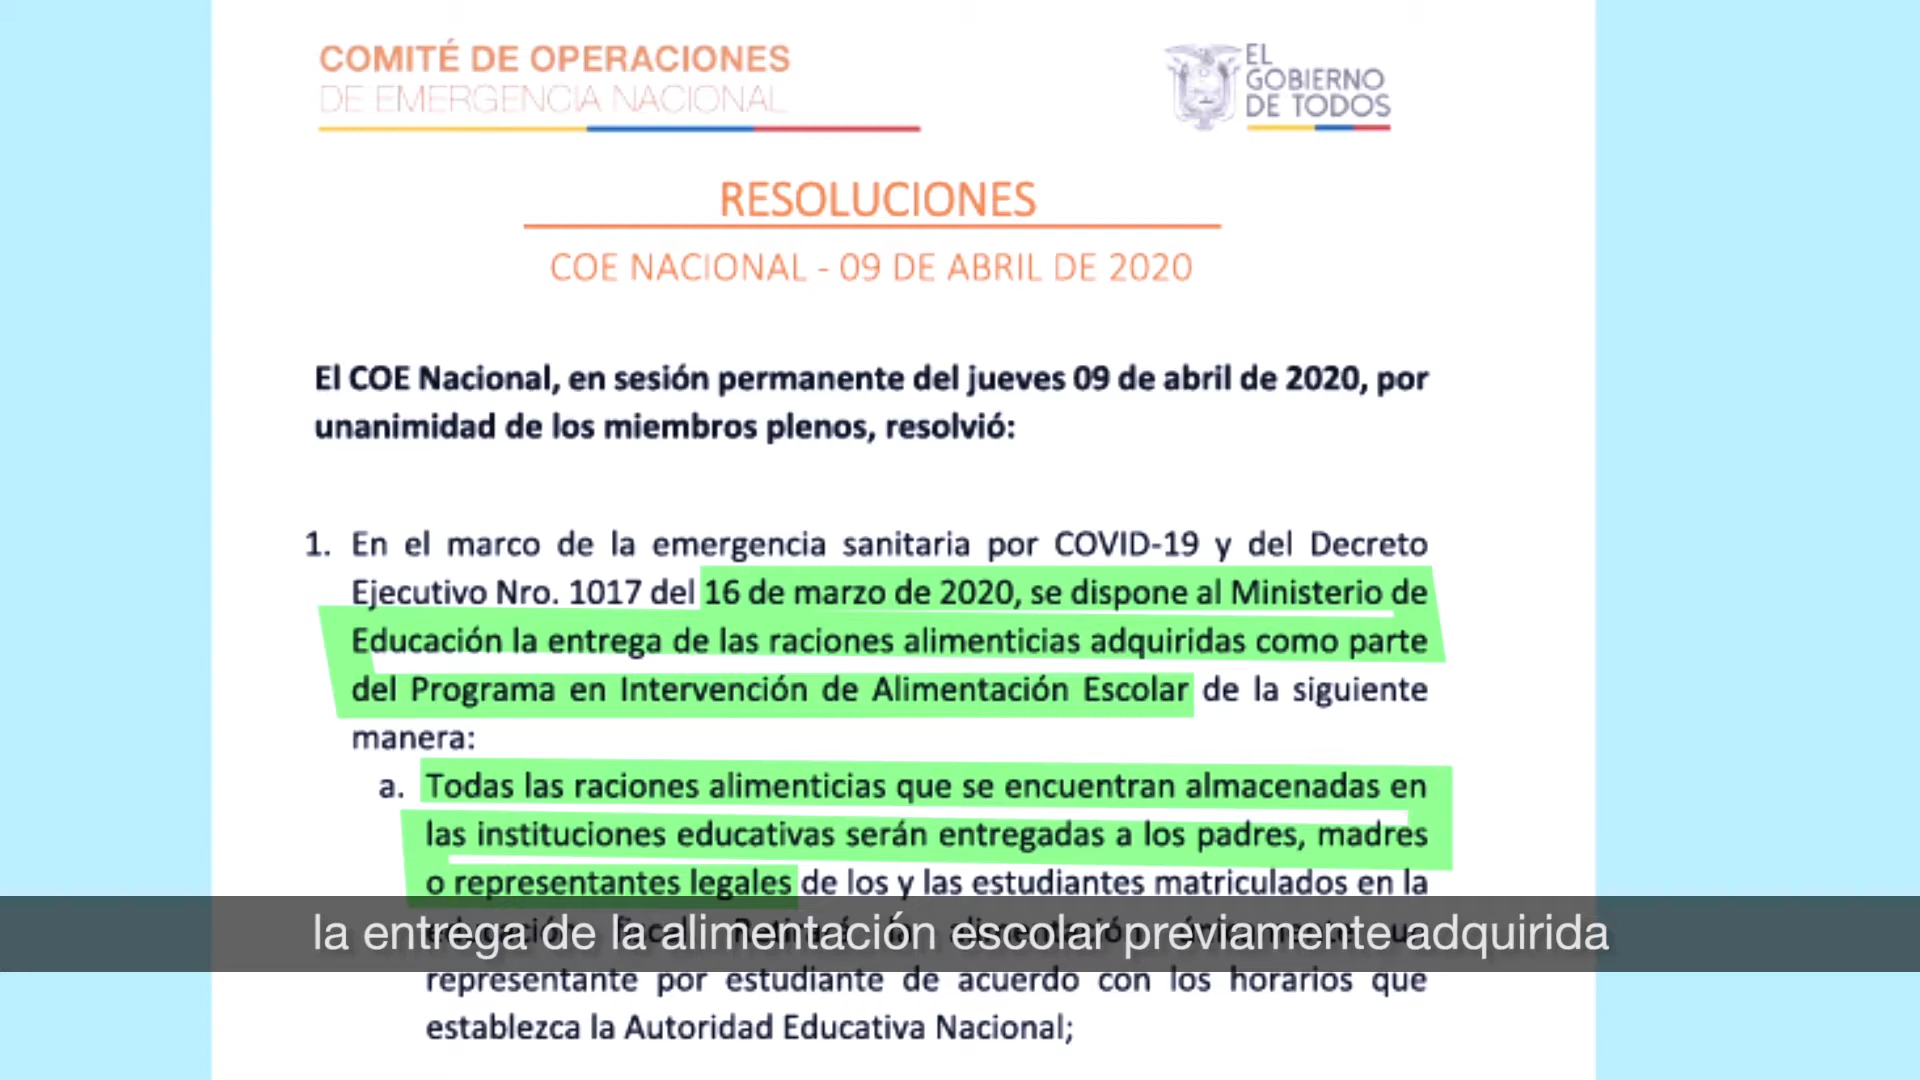 COMITÉ DE OPERACIONES
DE EMERGENCIA NACIONAL
EL
GOBIERNO
DE TODOS
RESOLUCIONES
COE NACIONAL - 09 DE ABRIL DE 2020
El COE Nacional, en sesión permanente del jueves 09 de abril de 2020, por
unanimidad de los miembros plenos, resolvió:
1. En el marco de la emergencia sanitaria por COVID-19 y del Decreto
Ejecutivo Nro. 1017 del 16 de marzo de 2020, se dispone al Ministerio de
Educación la entrega de las raciones alimenticias adquiridas como parte
del Programa en Intervención de Alimentación Escolar de la siguiente
manera:
a. Todas las raciones alimenticias que se encuentran almacenadas en
las instituciones educativas serán entregadas a los padres, madres
o representantes legales de los y las estudiantes matriculados en la
la entrega de la alimentación escolar previamente adquirida
representante por estudiante de acuerdo con los horarios que
establezca la Autoridad Educativa Nacional;